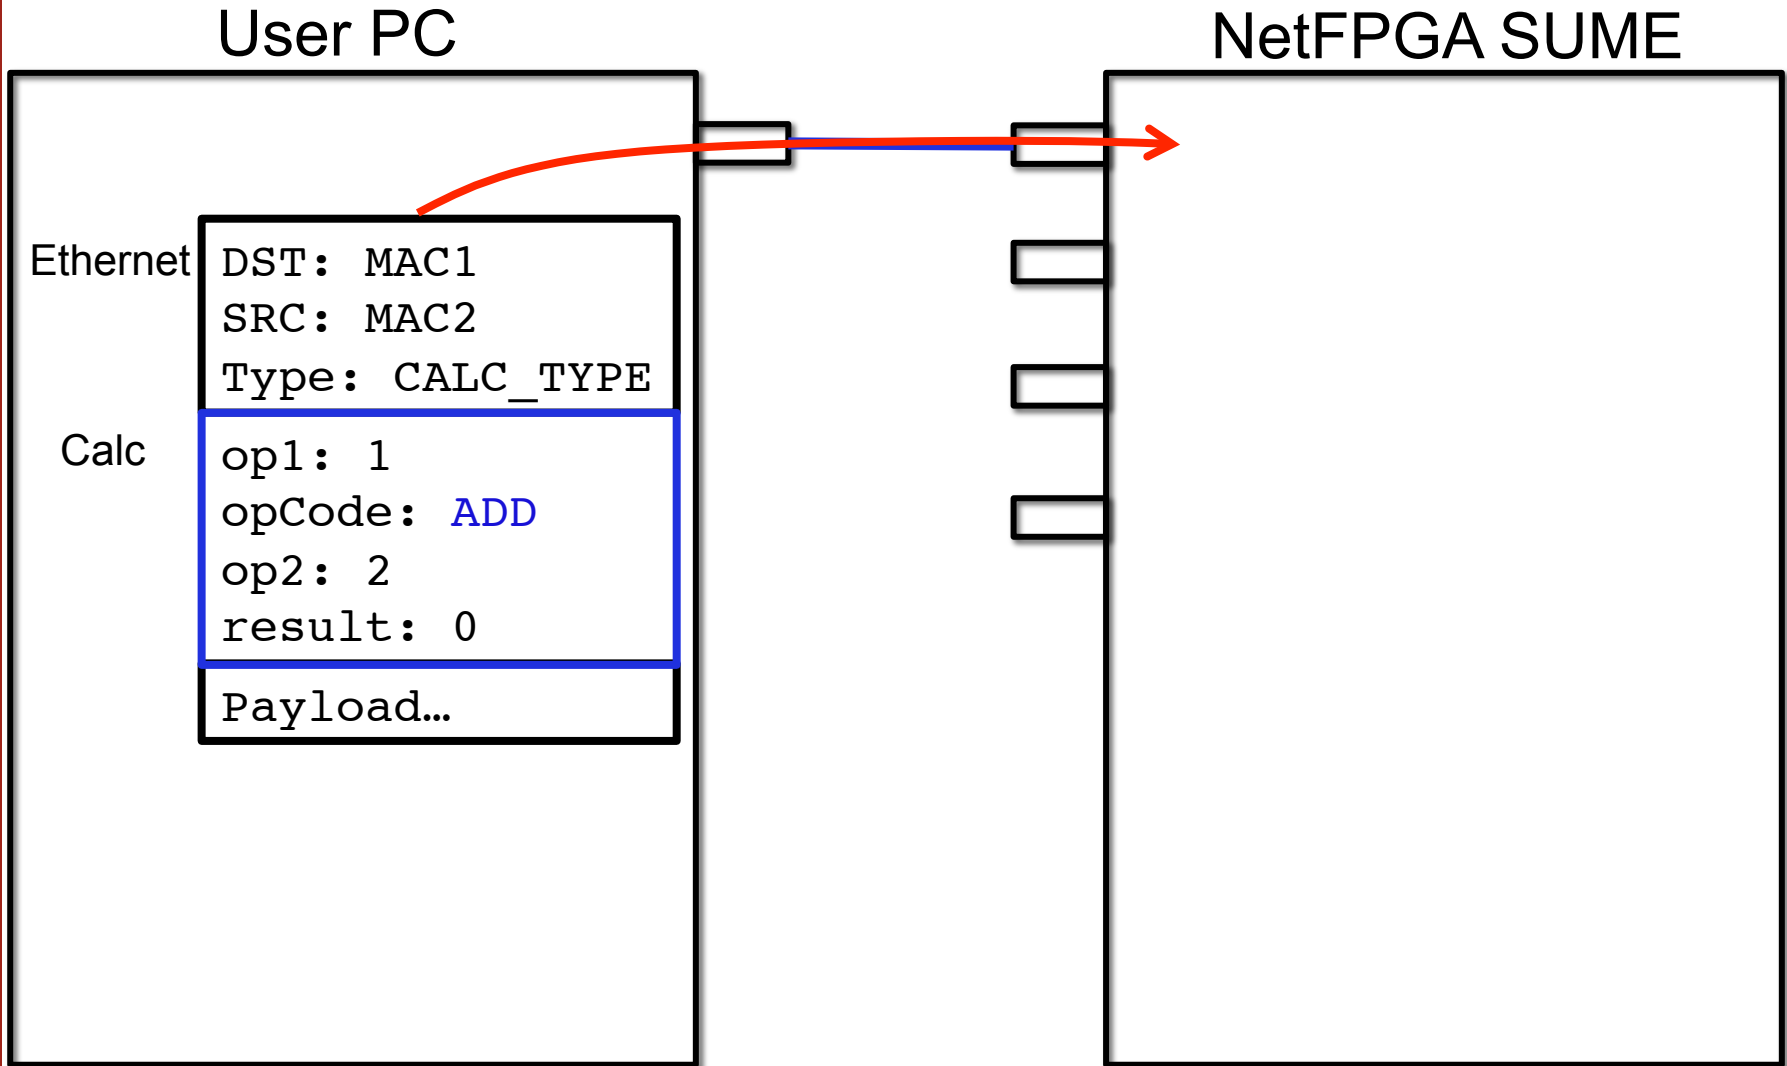 User PC
NetFPGA SUME
Ethernet
DST: MAC1
SRC: MAC2
Type: CALC_TYPE
Calc
op1: 1
opCode: ADD
op2: 2
result: 0
Payload…